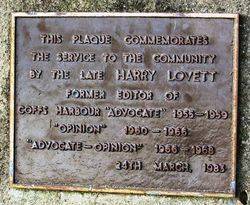 THIS PLAQUE COMMEMORATES
THE SERVICE TO THE COMMUNITY
BY THE LATE HARRY LOVETT
FORMER EDITOR OF
COFFS HARBOUR "ADVOCATE" 1955-1959
"OPINION" 1960-1966
"ADVOCATE-OPINION" 1966-1968
24TH MARCH, 1983